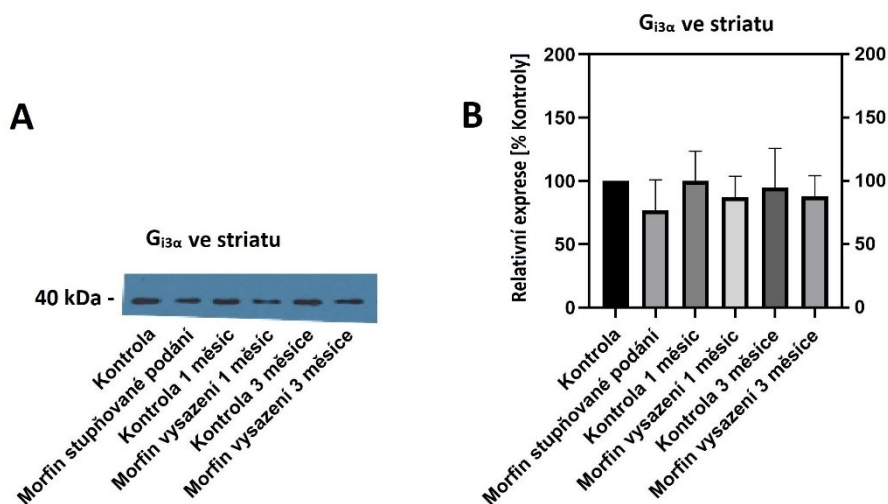 A
Gi3α ve striatu
40 kDa -
Kontrola
Morfin stupňované podání
Kontrola 1 měsíc
Morfin vysazení 1 měsíc
Kontrola 3 měsíce
Morfin vysazení 3 měsíce
B
Gi3α ve striatu
Relativní exprese [% Kontroly]
200
150
100
50
0
200
150
100
50
0
Kontrola
Morfin stupňované podání
Kontrola 1 měsíc
Morfin vysazení 1 měsíc
Kontrola 3 měsíce
Morfin vysazení 3 měsíce